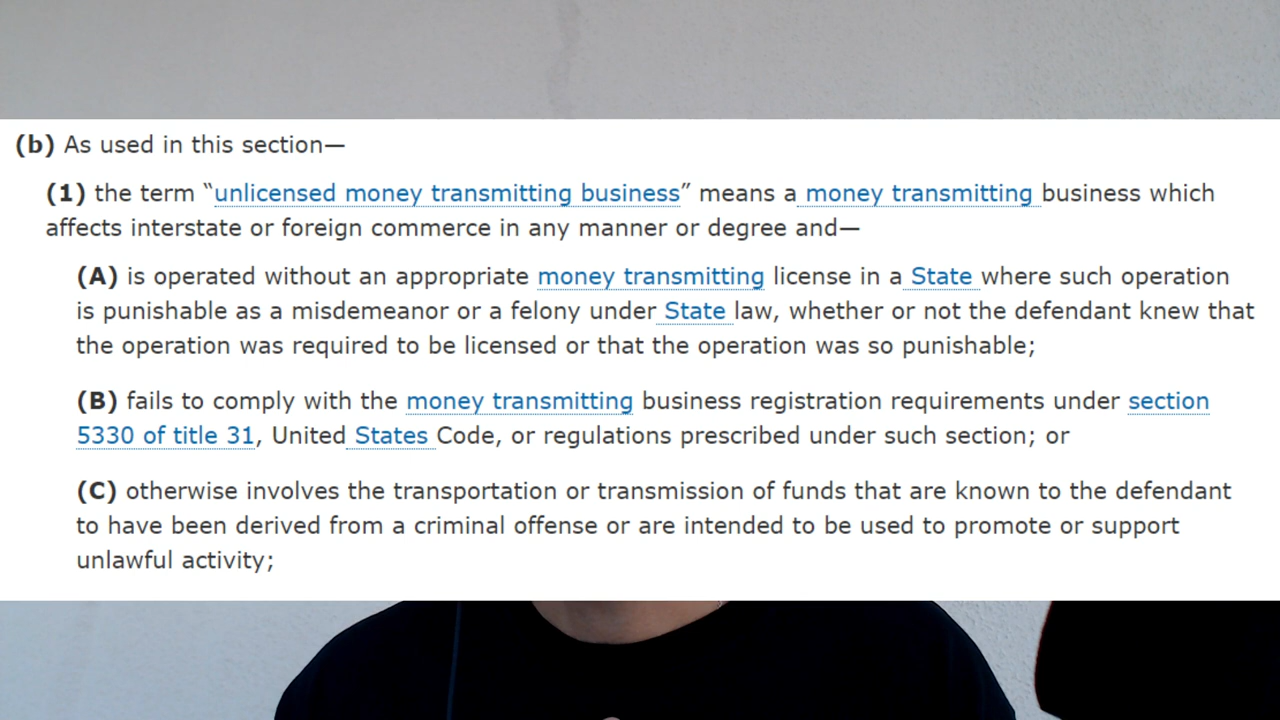 (b) As used in this section—
(1) the term “unlicensed money transmitting business” means a money transmitting business which
affects interstate or foreign commerce in any manner or degree and—
(A) is operated without an appropriate money transmitting license in a State where such operation
is punishable as a misdemeanor or a felony under State law, whether or not the defendant knew that
the operation was required to be licensed or that the operation was so punishable;
(B) fails to comply with the money transmitting business registration requirements under section
5330 of title 31, United States Code, or regulations prescribed under such section; or
(C) otherwise involves the transportation or transmission of funds that are known to the defendant
to have been derived from a criminal offense or are intended to be used to promote or support
unlawful activity;